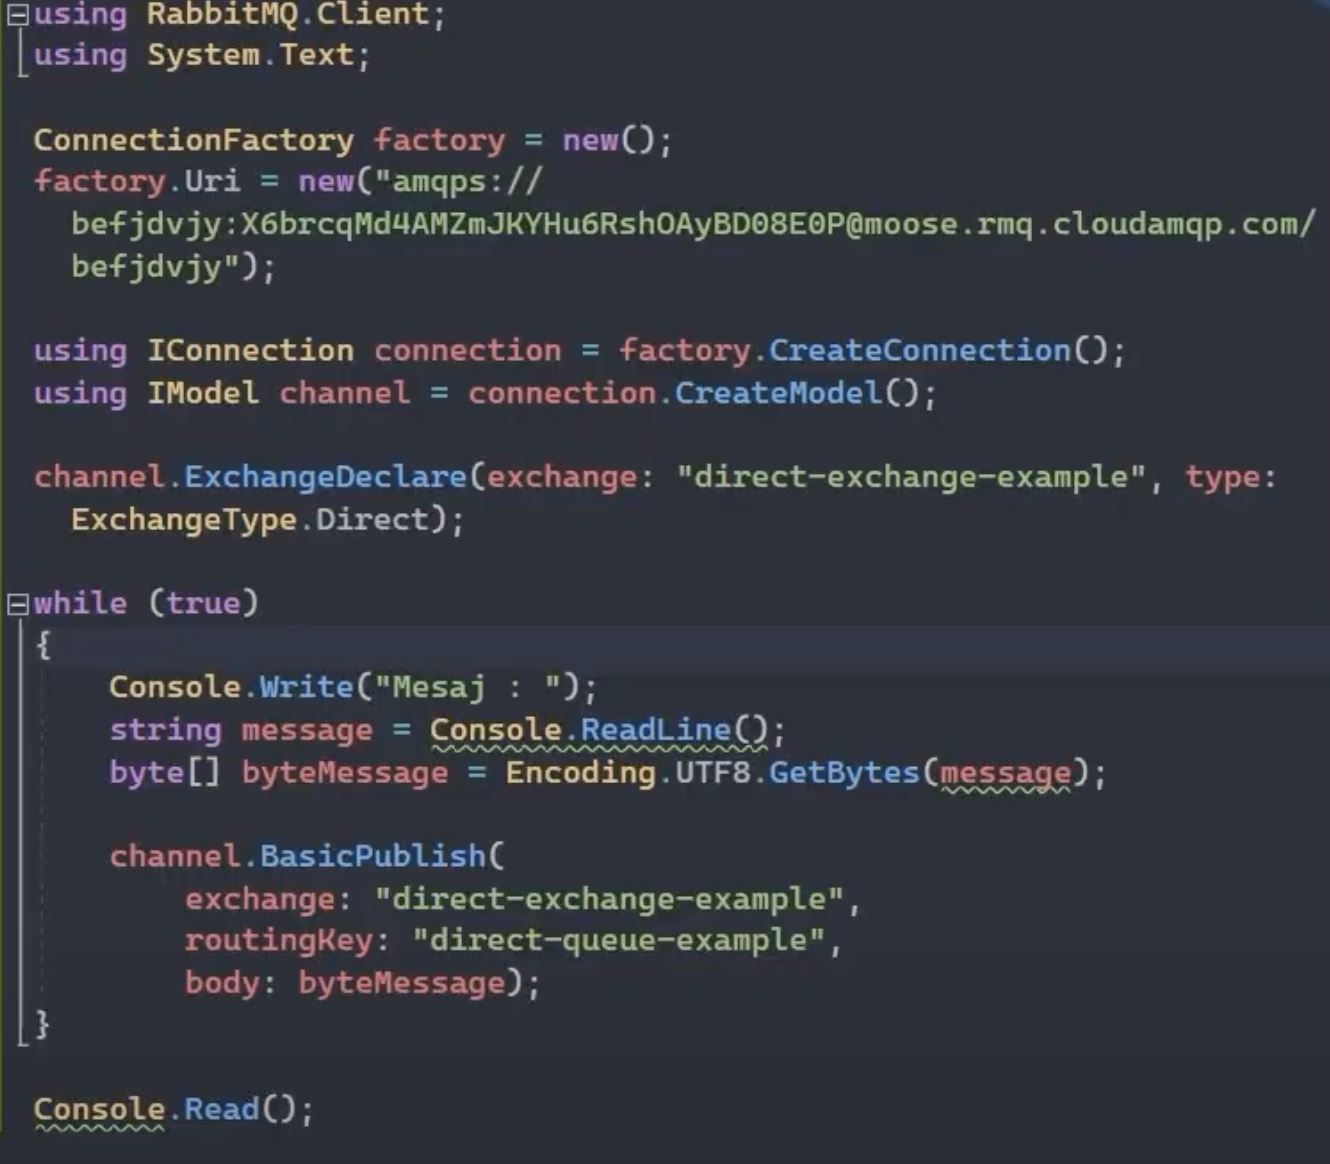 using RabbitMQ.Client;
using System.Text;
ConnectionFactory factory = new();
factory.Uri = new("amqps://
befjdvjy:X6brcqMd4AMZmJKYHu6RshOAyBD08E0P@moose.rmq.cloudamqp.com/
befjdvjy");
using IConnection connection = factory.CreateConnection();
using IModel channel = connection.CreateModel();
channel.ExchangeDeclare(exchange: "direct-exchange-example", type:
ExchangeType.Direct);
while (true)
{
Console.Write("Mesaj : ");
string message = Console.ReadLine();
byte[] byteMessage = Encoding.UTF8.GetBytes(message);
channel.BasicPublish(
exchange: "direct-exchange-example",
routingKey: "direct-queue-example",
body: byteMessage);
}
Console.Read();